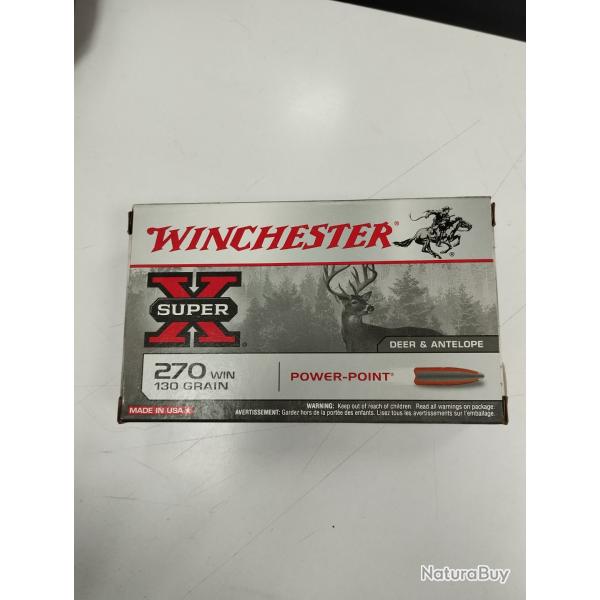 WINCHESTER®
SUPER X®
DEER & ANTELOPE
270 WIN
130 GRAIN
POWER-POINT®
MADE IN USA
WARNING: Keep out of reach of children. Read all warnings on package.
AVERTISSEMENT: Gardez hors de la portée des enfants. Lisez tous les avertissements sur l'emballage.
NaturaBuy